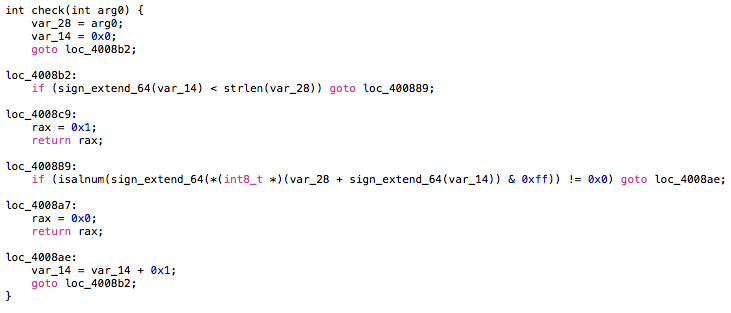 int check(int arg0) {
    var_28 = arg0;
    var_14 = 0x0;
    goto loc_4008b2;

loc_4008b2:
    if (sign_extend_64(var_14) < strlen(var_28)) goto loc_400889;

loc_4008c9:
    rax = 0x1;
    return rax;

loc_400889:
    if (isalnum(sign_extend_64(*(int8_t *)(var_28 + sign_extend_64(var_14)) & 0xff)) != 0x0) goto loc_4008ae;

loc_4008a7:
    rax = 0x0;
    return rax;

loc_4008ae:
    var_14 = var_14 + 0x1;
    goto loc_4008b2;
}